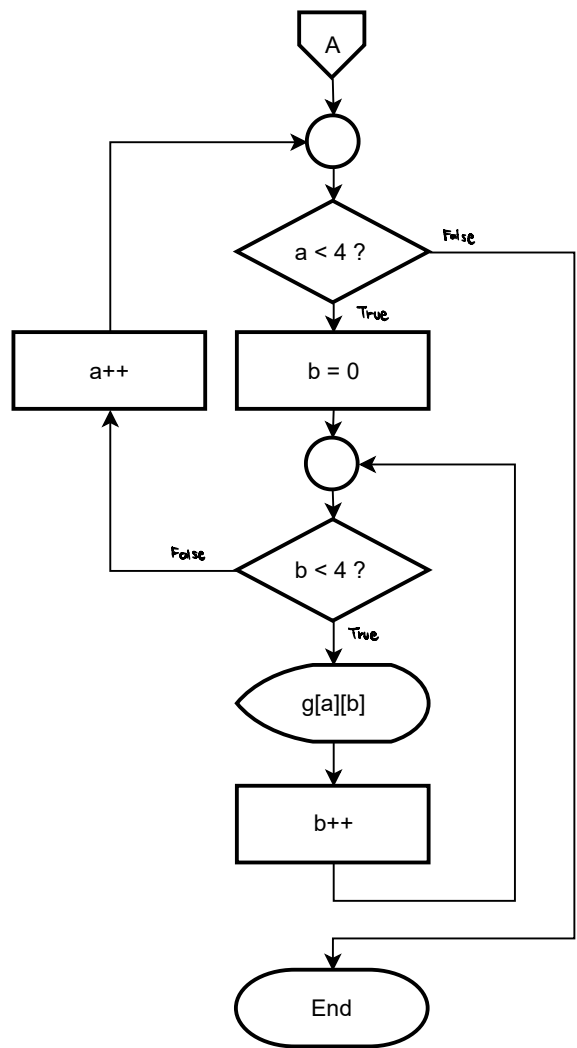 A
a < 4 ?
False
True
a++
b = 0
False
b < 4 ?
True
g[a][b]
b++
End